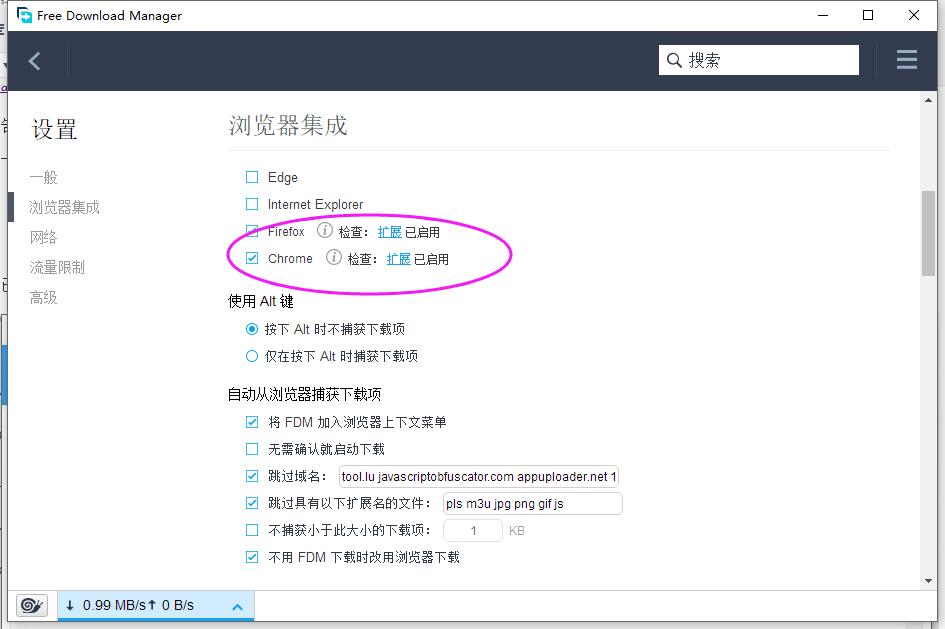 Free Download Manager
搜索
设置
一般
浏览器集成
网络
流量限制
高级
浏览器集成
Edge
Internet Explorer
Firefox 检查: 扩展 已启用
Chrome 检查: 扩展 已启用
使用 Alt 键
按下 Alt 时不捕获下载项
仅在按下 Alt 时捕获下载项
自动从浏览器捕获下载项
将 FDM 加入浏览器上下文菜单
无需确认就启动下载
跳过域名: tool.lu javascriptobfuscator.com appuploader.net 1
跳过具有以下扩展名的文件: pls m3u jpg png gif js
不捕获小于此大小的下载项: 1 KB
不用 FDM 下载时改用浏览器下载
↓ 0.99 MB/s ↑ 0 B/s